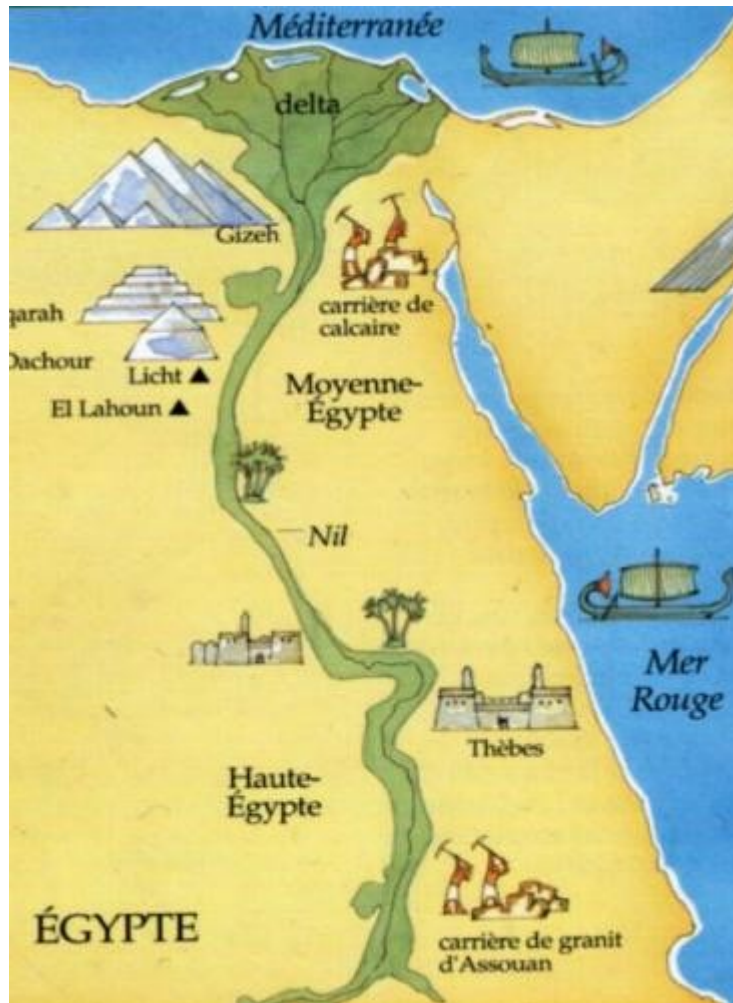 Méditerranée
delta
Gizeh
carrière de
calcaire
qarah
Dachour
Licht
El Lahoun
Moyenne-
Égypte
Nil
Mer
Rouge
Thèbes
Haute-
Égypte
ÉGYPTE
carrière de granit
d'Assouan